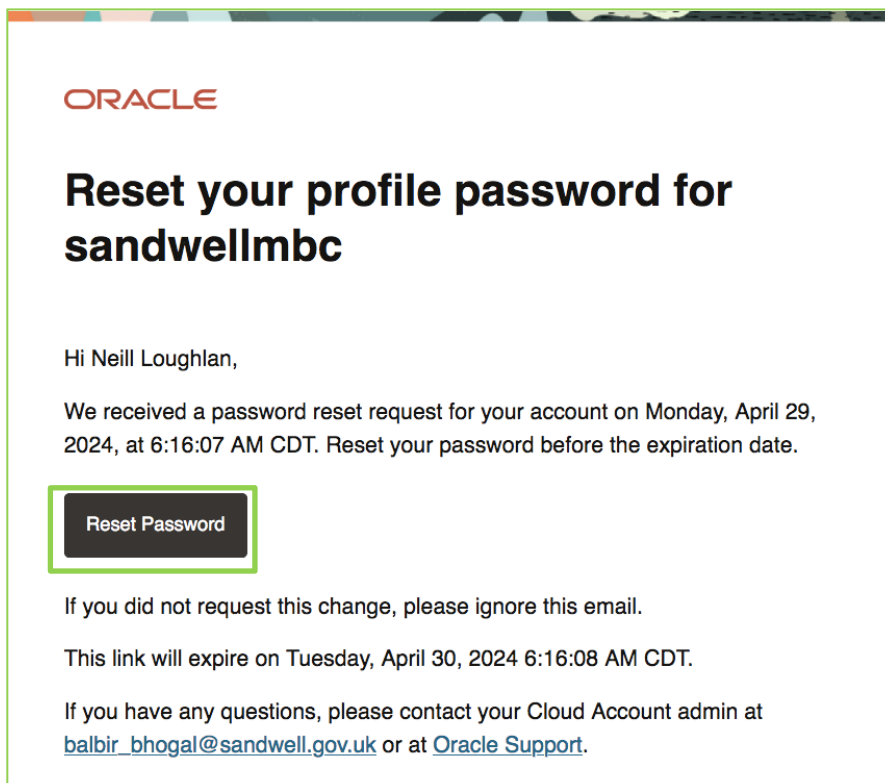 ORACLE
Reset your profile password for
sandwellmbc
Hi Neill Loughlan,
We received a password reset request for your account on Monday, April 29,
2024, at 6:16:07 AM CDT. Reset your password before the expiration date.
Reset Password
If you did not request this change, please ignore this email.
This link will expire on Tuesday, April 30, 2024 6:16:08 AM CDT.
If you have any questions, please contact your Cloud Account admin at
balbir_bhogal@sandwell.gov.uk or at Oracle Support.